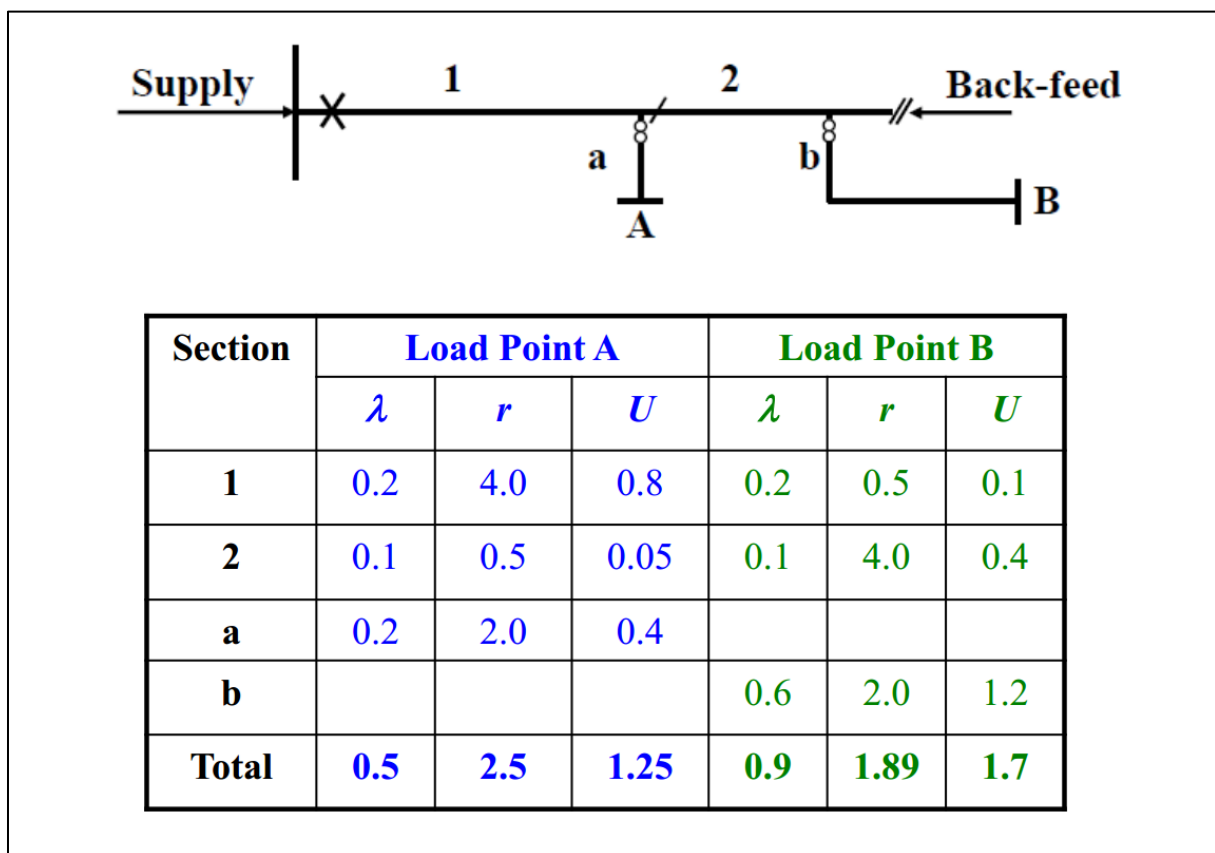 Supply 1 2 Back-feed
a b
A B
Section Load Point A Load Point B
λ r U λ r U
1 0.2 4.0 0.8 0.2 0.5 0.1
2 0.1 0.5 0.05 0.1 4.0 0.4
a 0.2 2.0 0.4
b 0.6 2.0 1.2
Total 0.5 2.5 1.25 0.9 1.89 1.7